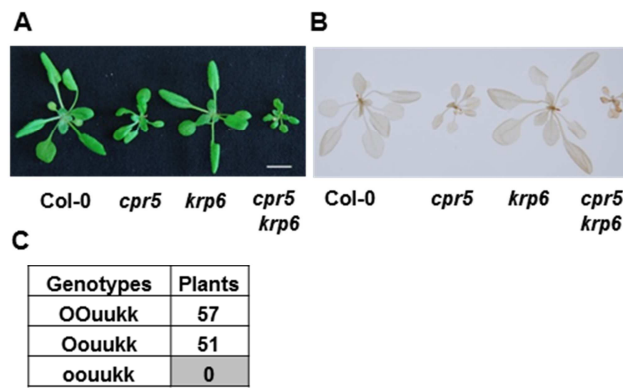 A
B
Col-0 cpr5 krp6 cpr5 krp6
Col-0 cpr5 krp6 cpr5 krp6
C
Genotypes Plants
OOuukk 57
Oouukk 51
oouukk 0